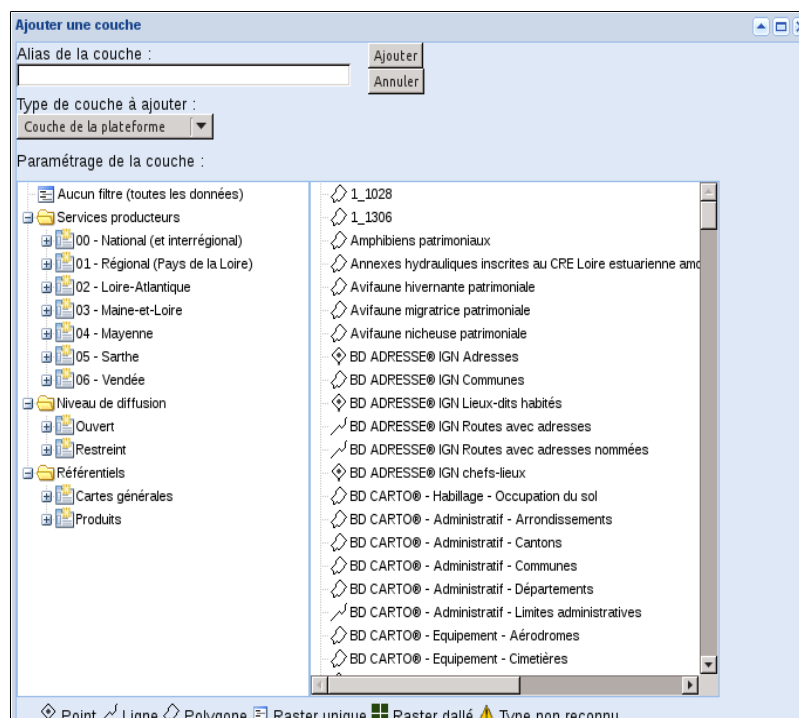 Ajouter une couche
Alias de la couche :
Ajouter
Annuler
Type de couche à ajouter :
Couche de la plateforme
Paramétrage de la couche :
Aucun filtre (toutes les données)
Services producteurs
00 - National (et interrégional)
01 - Régional (Pays de la Loire)
02 - Loire-Atlantique
03 - Maine-et-Loire
04 - Mayenne
05 - Sarthe
06 - Vendée
Niveau de diffusion
Ouvert
Restreint
Référentiels
Cartes générales
Produits
1_1028
1_1306
Amphibiens patrimoniaux
Annexes hydrauliques inscrites au CRE Loire estuarienne amo
Avifaune hivernante patrimoniale
Avifaune migratrice patrimoniale
Avifaune nicheuse patrimoniale
BD ADRESSE® IGN Adresses
BD ADRESSE® IGN Communes
BD ADRESSE® IGN Lieux-dits habités
BD ADRESSE® IGN Routes avec adresses
BD ADRESSE® IGN Routes avec adresses nommées
BD ADRESSE® IGN chefs-lieux
BD CARTO® - Habillage - Occupation du sol
BD CARTO® - Administratif - Arrondissements
BD CARTO® - Administratif - Cantons
BD CARTO® - Administratif - Communes
BD CARTO® - Administratif - Départements
BD CARTO® - Administratif - Limites administratives
BD CARTO® - Equipement - Aérodromes
BD CARTO® - Equipement - Cimetières
Point Ligne Polygone Raster unique Raster dallé Type non reconnu